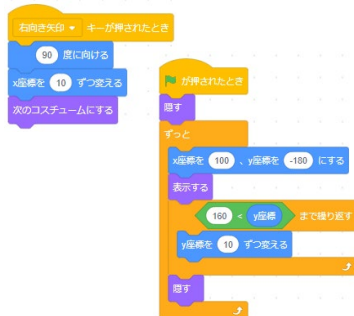 右向き矢印 ▼ キーが押されたとき
90 度に向ける
x座標を 10 ずつ変える
次のコスチュームにする
が押されたとき
隠す
ずっと
x座標を 100 、y座標を -180 にする
表示する
160 < y座標 まで繰り返す
y座標を 10 ずつ変える
隠す